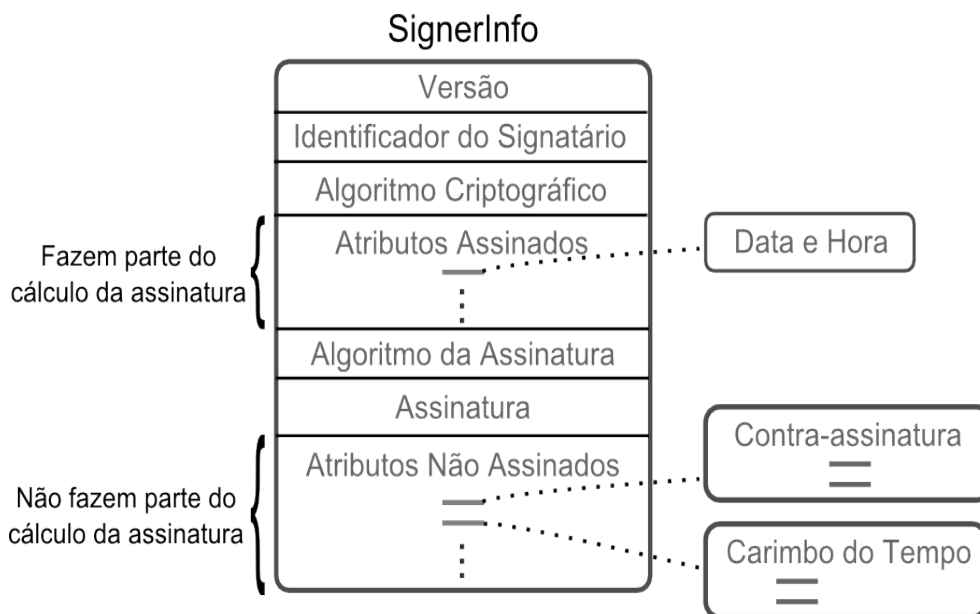 SignerInfo
Versão
Identificador do Signatário
Algoritmo Criptográfico
Fazem parte do
cálculo da assinatura
Atributos Assinados
Data e Hora
Algoritmo da Assinatura
Assinatura
Não fazem parte do
cálculo da assinatura
Atributos Não Assinados
Contra-assinatura
Carimbo do Tempo